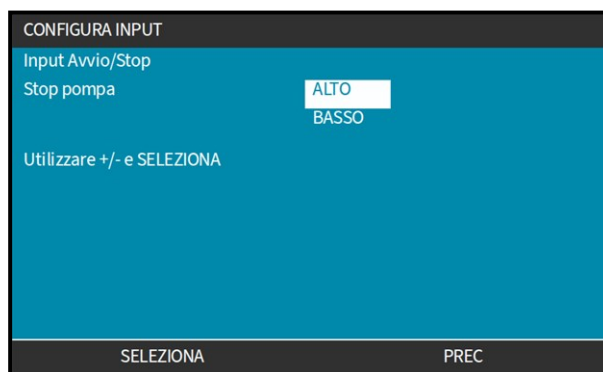 CONFIGURA INPUT
Input Avvio/Stop
Stop pompa ALTO
BASSO
Utilizzare +/- e SELEZIONA
SELEZIONA PREC